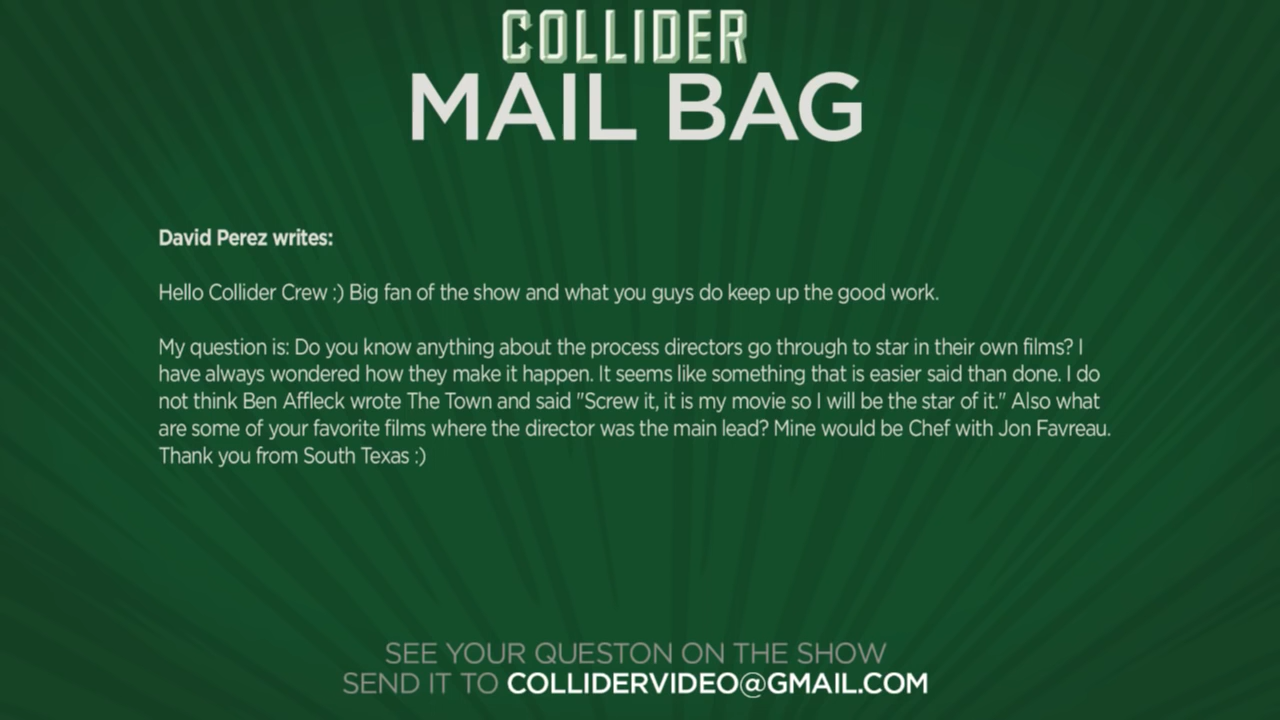 COLLIDER
MAIL BAG
David Perez writes:
Hello Collider Crew :) Big fan of the show and what you guys do keep up the good work.
My question is: Do you know anything about the process directors go through to star in their own films? I
have always wondered how they make it happen. It seems like something that is easier said than done. I do
not think Ben Affleck wrote The Town and said "Screw it, it is my movie so I will be the star of it." Also what
are some of your favorite films where the director was the main lead? Mine would be Chef with Jon Favreau.
Thank you from South Texas :)
SEE YOUR QUESTON ON THE SHOW
SEND IT TO COLLIDERVIDEO@GMAIL.COM